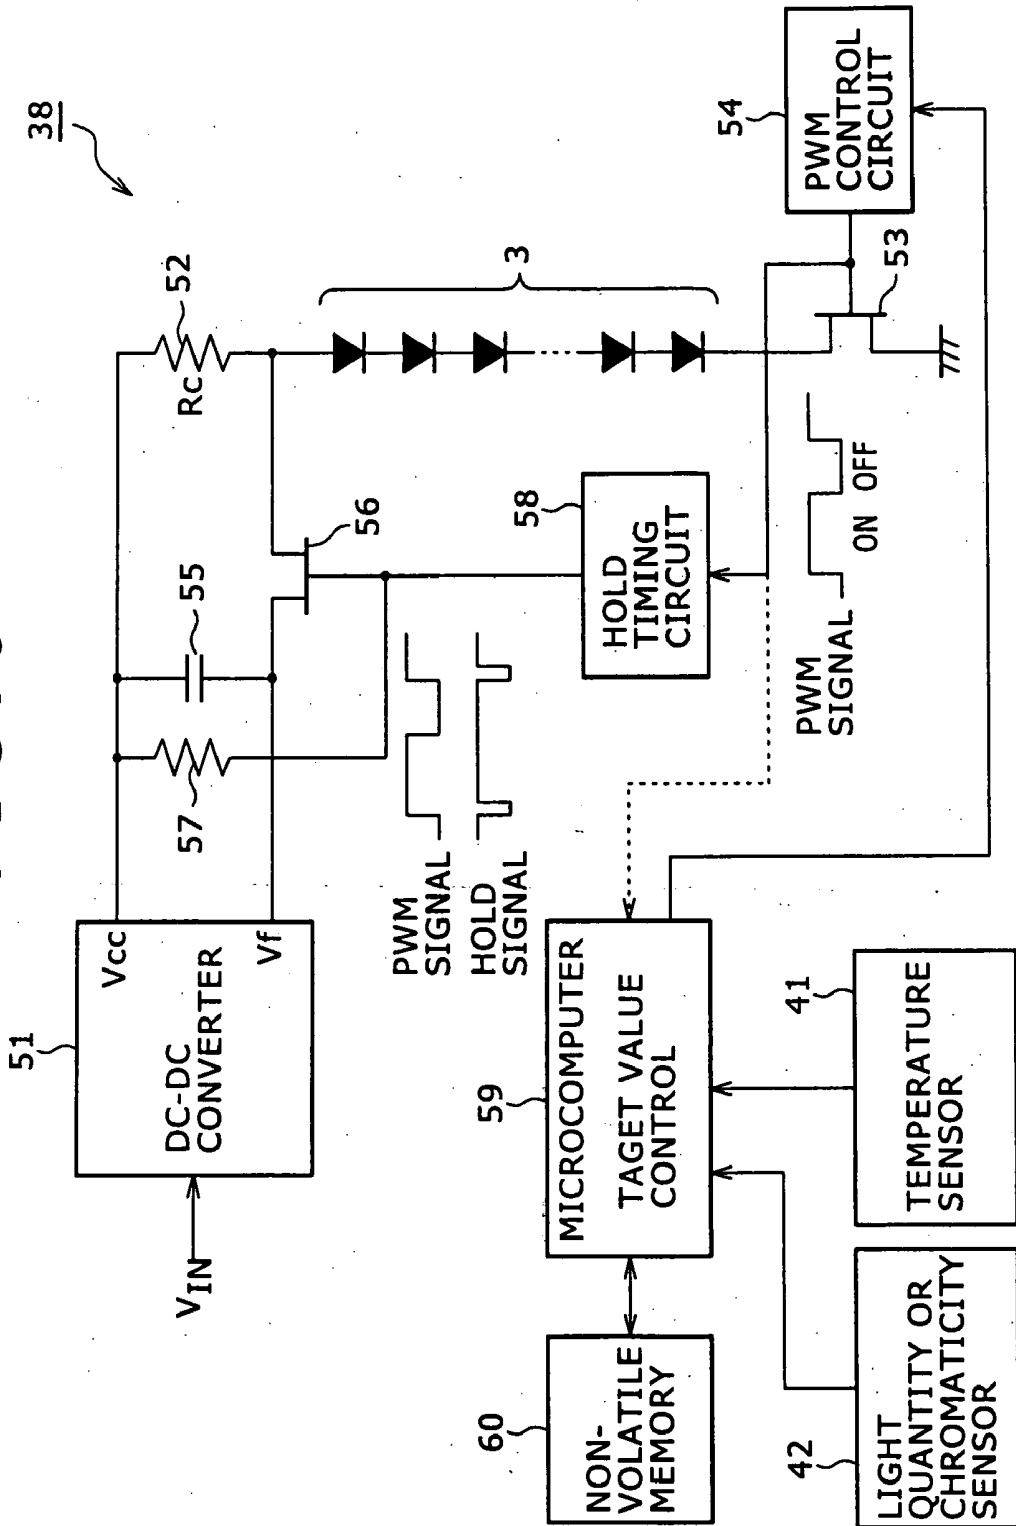 38
51
DC-DC
CONVERTER
Vcc
Vf
VIN
57
55
56
52
Rc
3
PWM
SIGNAL
HOLD
SIGNAL
58
HOLD
TIMING
CIRCUIT
54
PWM
CONTROL
CIRCUIT
53
PWM
SIGNAL
ON OFF
59
MICROCOMPUTER
TAGET VALUE
CONTROL
60
NON-
VOLATILE
MEMORY
41
TEMPERATURE
SENSOR
42
LIGHT
QUANTITY OR
CHROMATICITY
SENSOR